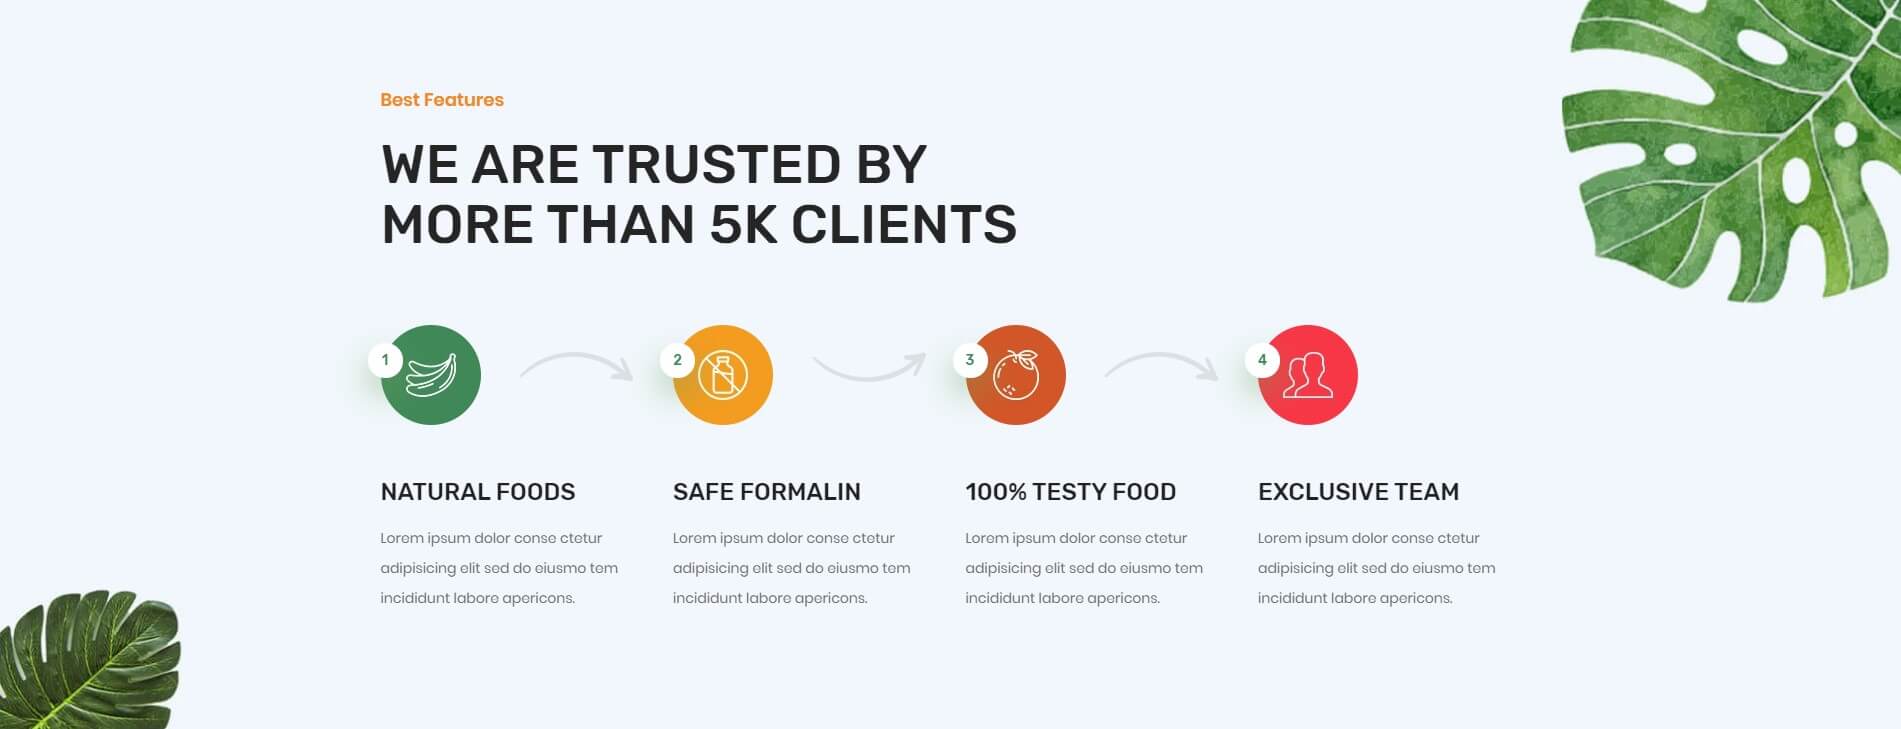 Best Features
WE ARE TRUSTED BY
MORE THAN 5K CLIENTS
1
2
3
4
NATURAL FOODS
Lorem ipsum dolor conse ctetur
adipisicing elit sed do eiusmo tem
incididunt labore apericons.
SAFE FORMALIN
Lorem ipsum dolor conse ctetur
adipisicing elit sed do eiusmo tem
incididunt labore apericons.
100% TESTY FOOD
Lorem ipsum dolor conse ctetur
adipisicing elit sed do eiusmo tem
incididunt labore apericons.
EXCLUSIVE TEAM
Lorem ipsum dolor conse ctetur
adipisicing elit sed do eiusmo tem
incididunt labore apericons.